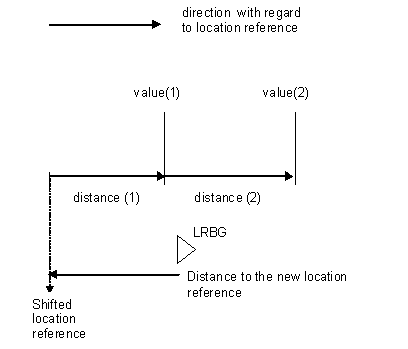 direction with regard
to location reference
value(1)
value(2)
distance (1)
distance (2)
LRBG
Distance to the new location
reference
Shifted
location
reference